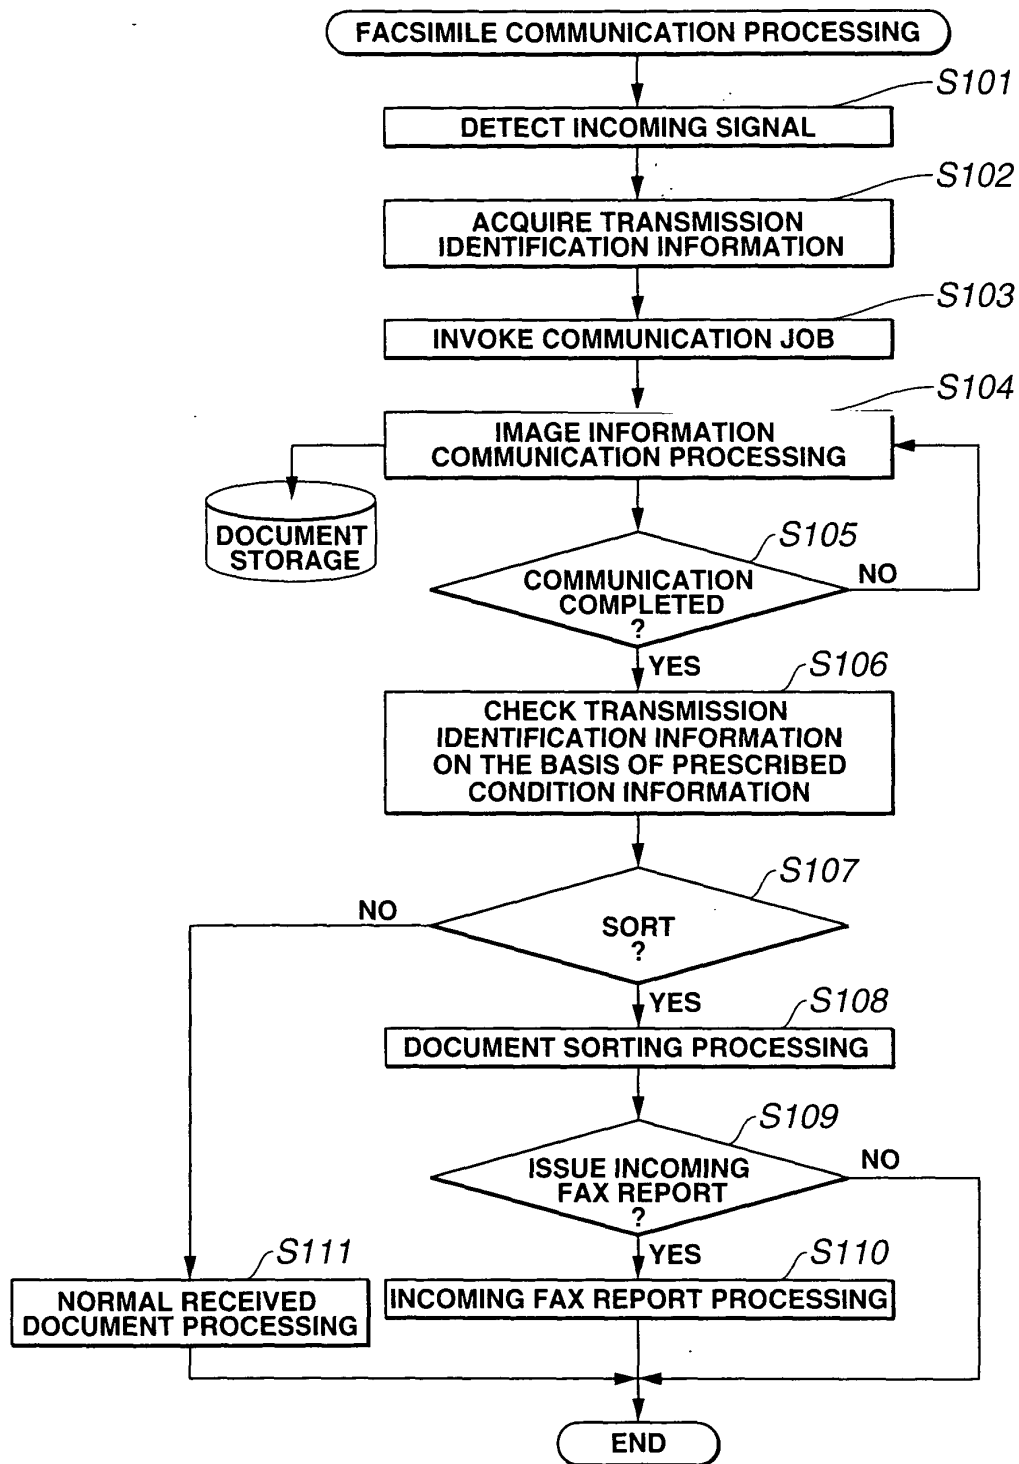 FACSIMILE COMMUNICATION PROCESSING
S101
DETECT INCOMING SIGNAL
S102
ACQUIRE TRANSMISSION
IDENTIFICATION INFORMATION
S103
INVOKE COMMUNICATION JOB
S104
IMAGE INFORMATION
COMMUNICATION PROCESSING
DOCUMENT
STORAGE
S105
COMMUNICATION
COMPLETED
?
NO
YES
S106
CHECK TRANSMISSION
IDENTIFICATION INFORMATION
ON THE BASIS OF PRESCRIBED
CONDITION INFORMATION
S107
NO
SORT
?
YES
S108
DOCUMENT SORTING PROCESSING
S109
ISSUE INCOMING
FAX REPORT
?
NO
YES
S111
NORMAL RECEIVED
DOCUMENT PROCESSING
S110
INCOMING FAX REPORT PROCESSING
END